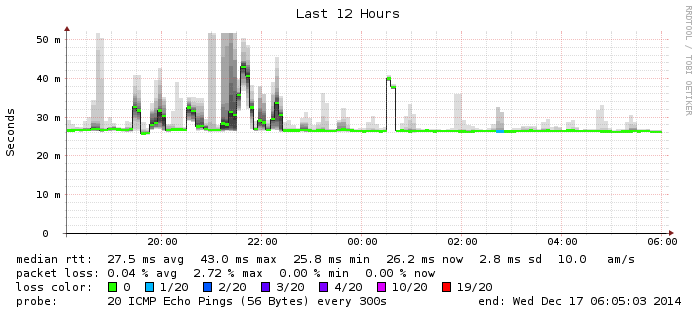 Last 12 Hours
RRDTOOL / TOBI OETIKER
Seconds
50 m
40 m
30 m
20 m
10 m
0
20:00 22:00 00:00 02:00 04:00 06:00
median rtt: 27.5 ms avg 43.0 ms max 25.8 ms min 26.2 ms now 2.8 ms sd 10.0 am/s
packet loss: 0.04 % avg 2.72 % max 0.00 % min 0.00 % now
loss color: 0 1/20 2/20 3/20 4/20 10/20 19/20
probe: 20 ICMP Echo Pings (56 Bytes) every 300s end: Wed Dec 17 06:05:03 2014